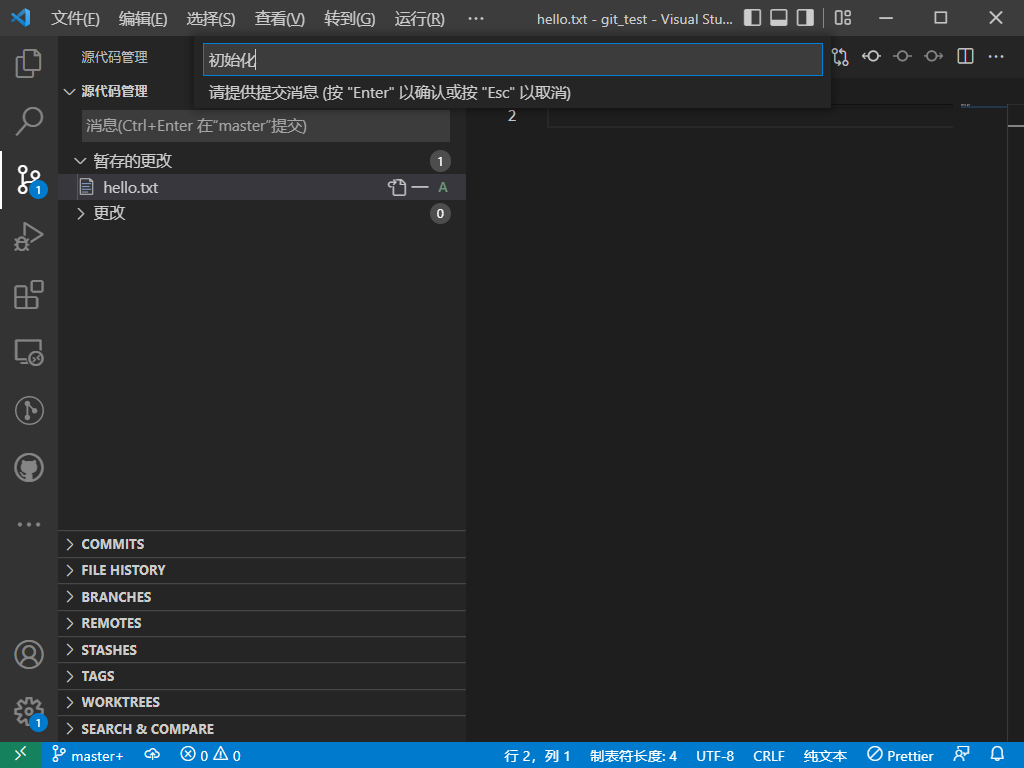 文件(F) 编辑(E) 选择(S) 查看(V) 转到(G) 运行(R) ··· hello.txt - git_test - Visual Stu...
源代码管理
初始化
请提供提交消息 (按 "Enter" 以确认或按 "Esc" 以取消)
源代码管理
消息(Ctrl+Enter 在“master”提交)
2
暂存的更改 1
hello.txt A
更改 0
1
COMMITS
FILE HISTORY
BRANCHES
REMOTES
STASHES
TAGS
WORKTREES
SEARCH & COMPARE
1
master+ 0 0 行 2，列 1 制表符长度: 4 UTF-8 CRLF 纯文本 Prettier